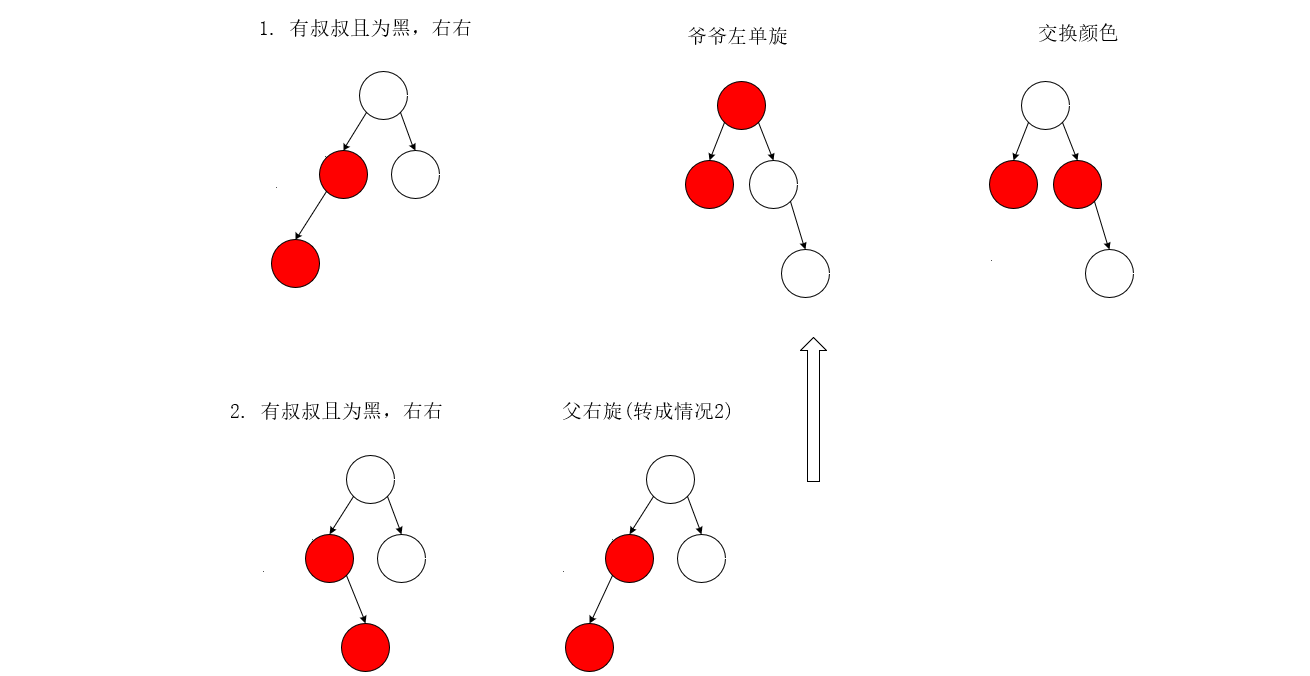 1. 有叔叔且为黑，右右
爷爷左单旋
交换颜色
2. 有叔叔且为黑，右右
父右旋(转成情况2)